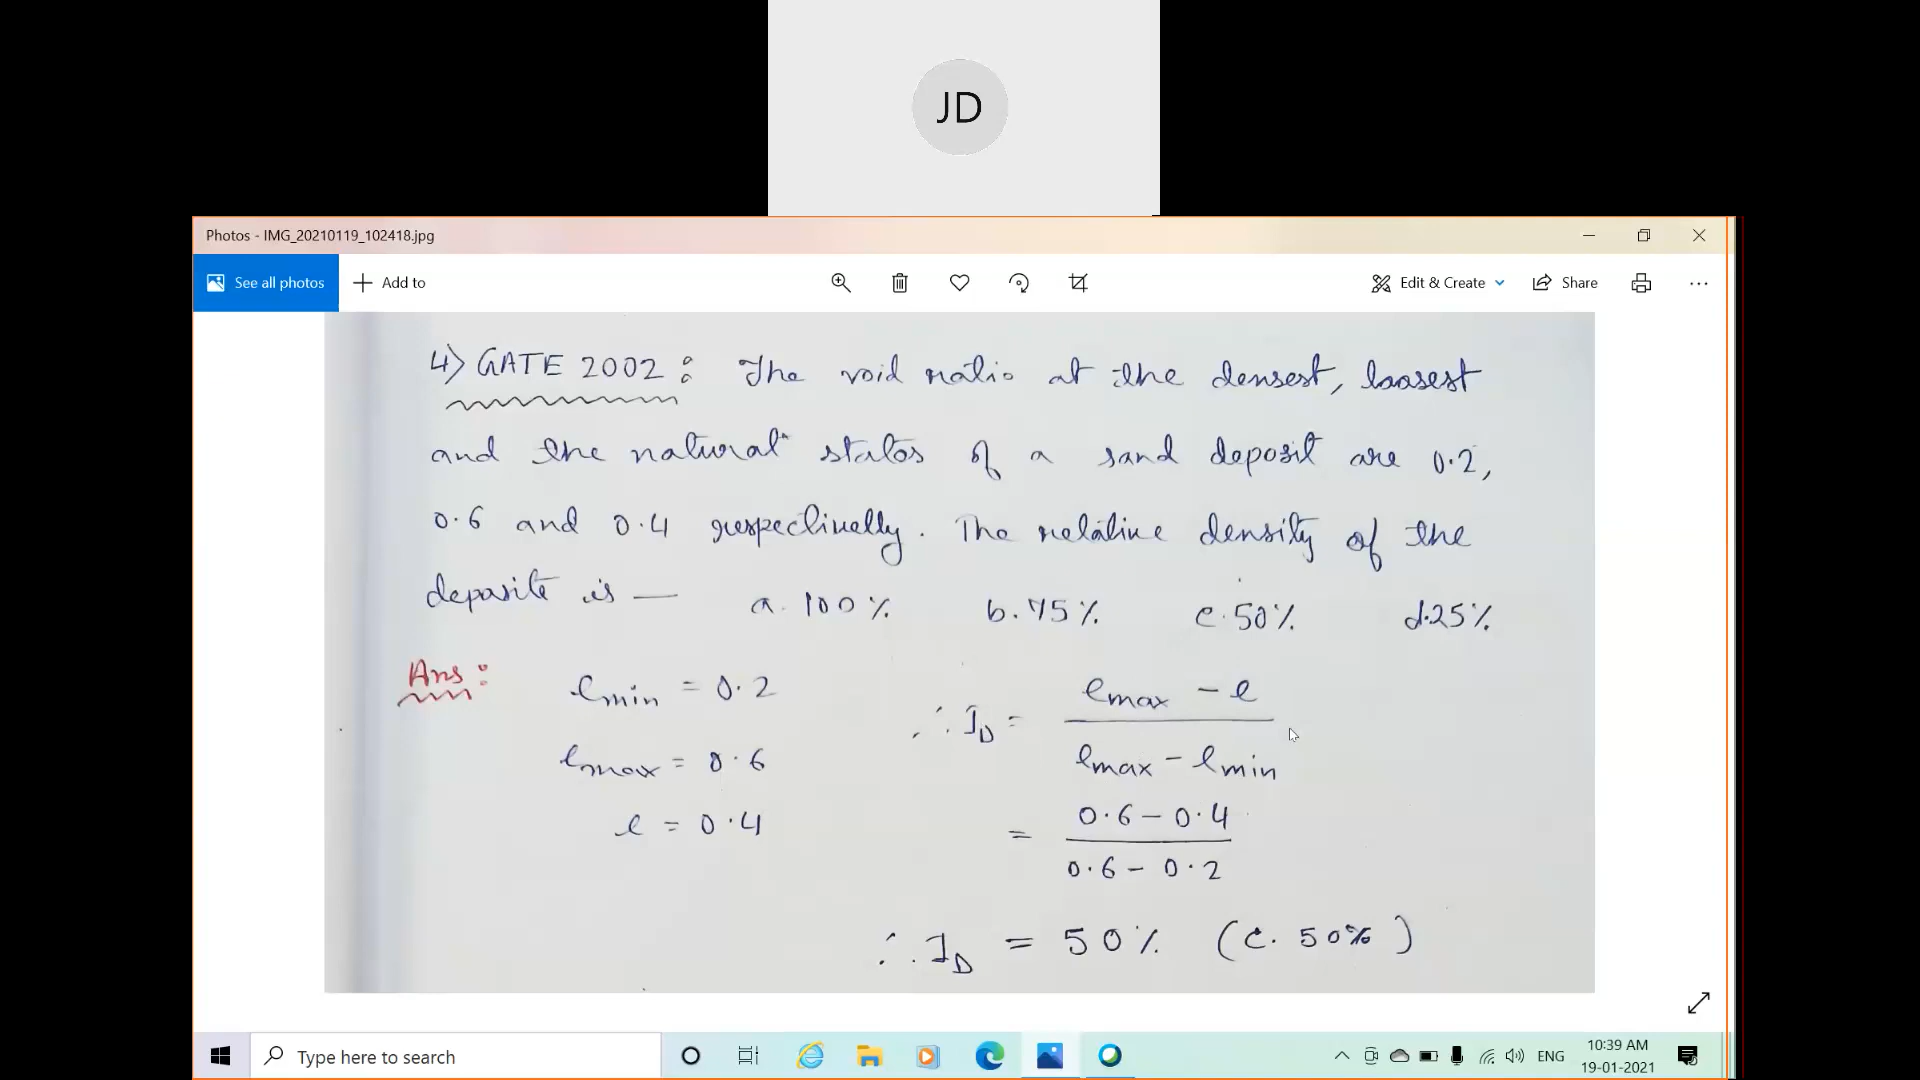 JD
Photos - IMG_20210119_102418.jpg
See all photos
Add to
Edit & Create
Share
4) GATE 2002 : The void ratio at the densest, loosest
and the natural states of a sand deposit are 0.2,
0.6 and 0.4 respectivelly. The relative density of the
deposite is — a. 100% b. 75% c. 50% d. 25%
Ans :
emin = 0.2
emax = 0.6
e = 0.4
∴ ID = emax - e
emax - emin
= 0.6 - 0.4
0.6 - 0.2
∴ ID = 50% (c. 50%)
Type here to search
ENG
10:39 AM
19-01-2021